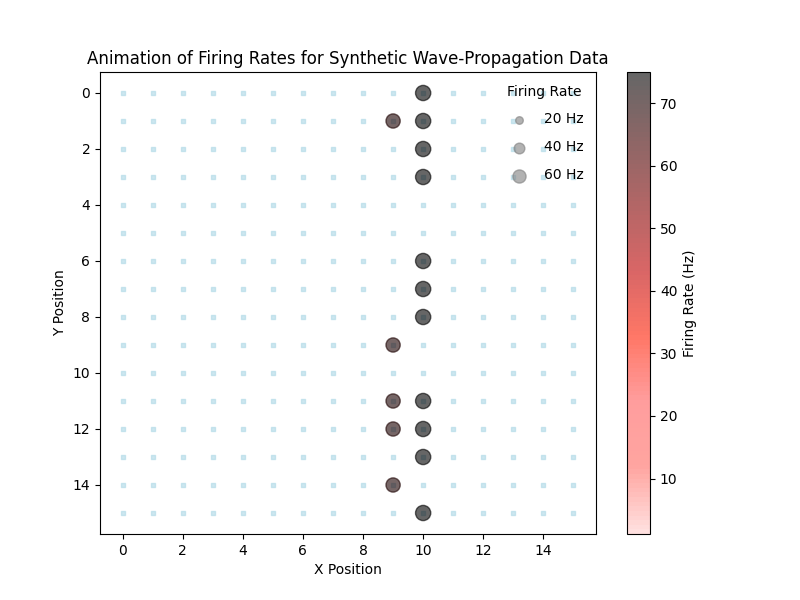 Animation of Firing Rates for Synthetic Wave-Propagation Data
Firing Rate
20 Hz
40 Hz
60 Hz
0
2
4
6
8
10
12
14
Y Position
0 2 4 6 8 10 12 14
X Position
70
60
50
40
30
20
10
Firing Rate (Hz)